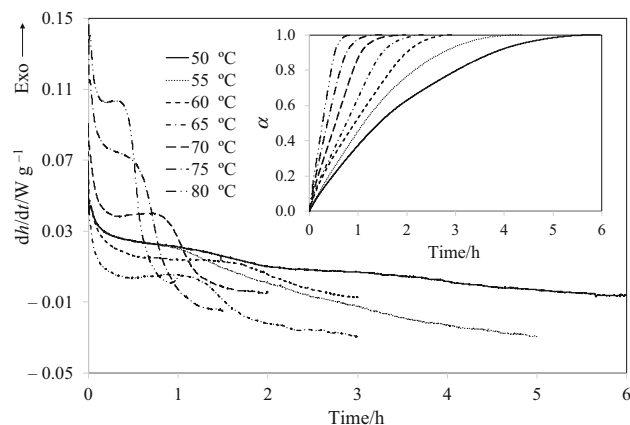 0.15
0.11
0.07
0.03
– 0.01
– 0.05
Exo
dh/dt/W g⁻¹
50 ºC
55 ºC
60 ºC
65 ºC
70 ºC
75 ºC
80 ºC
1.0
0.8
0.6
0.4
0.2
0.0
α
0 1 2 3 4 5 6
Time/h
0 1 2 3 4 5 6
Time/h